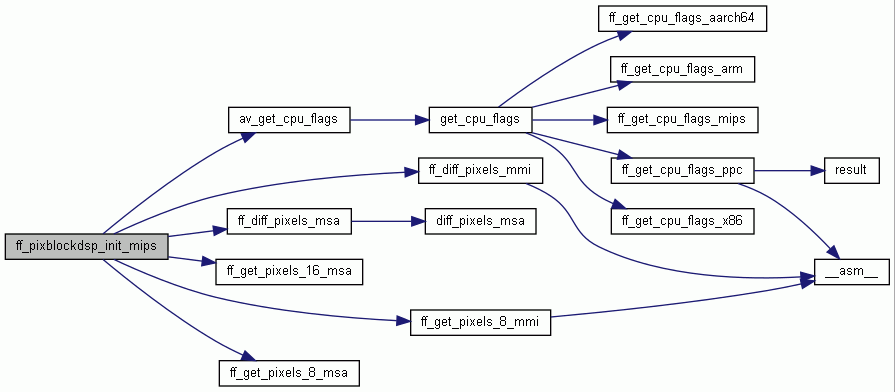 ff_get_cpu_flags_aarch64
ff_get_cpu_flags_arm
av_get_cpu_flags
get_cpu_flags
ff_get_cpu_flags_mips
ff_diff_pixels_mmi
ff_get_cpu_flags_ppc
result
ff_diff_pixels_msa
diff_pixels_msa
ff_get_cpu_flags_x86
ff_pixblockdsp_init_mips
ff_get_pixels_16_msa
__asm__
ff_get_pixels_8_mmi
ff_get_pixels_8_msa